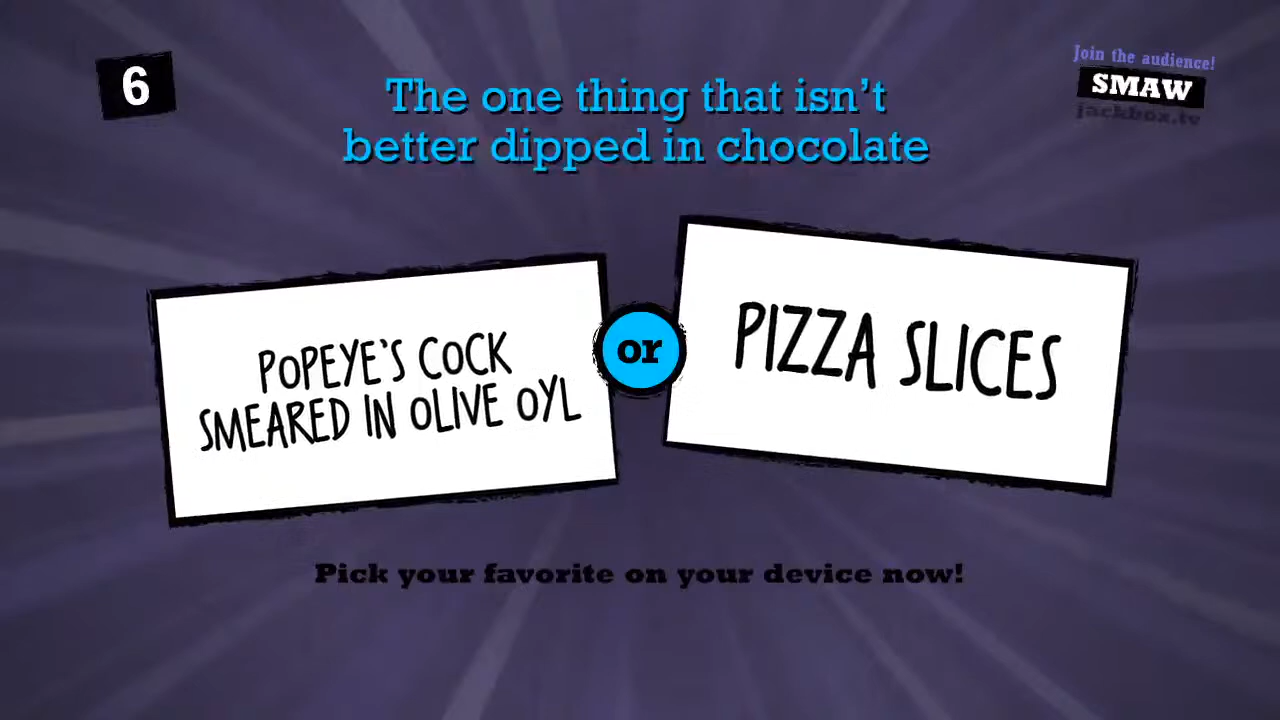 6
The one thing that isn't
better dipped in chocolate
Join the audience!
SMAW
jackbox.tv
POPEYE'S COCK
SMEARED IN OLIVE OYL
or
PIZZA SLICES
Pick your favorite on your device now!